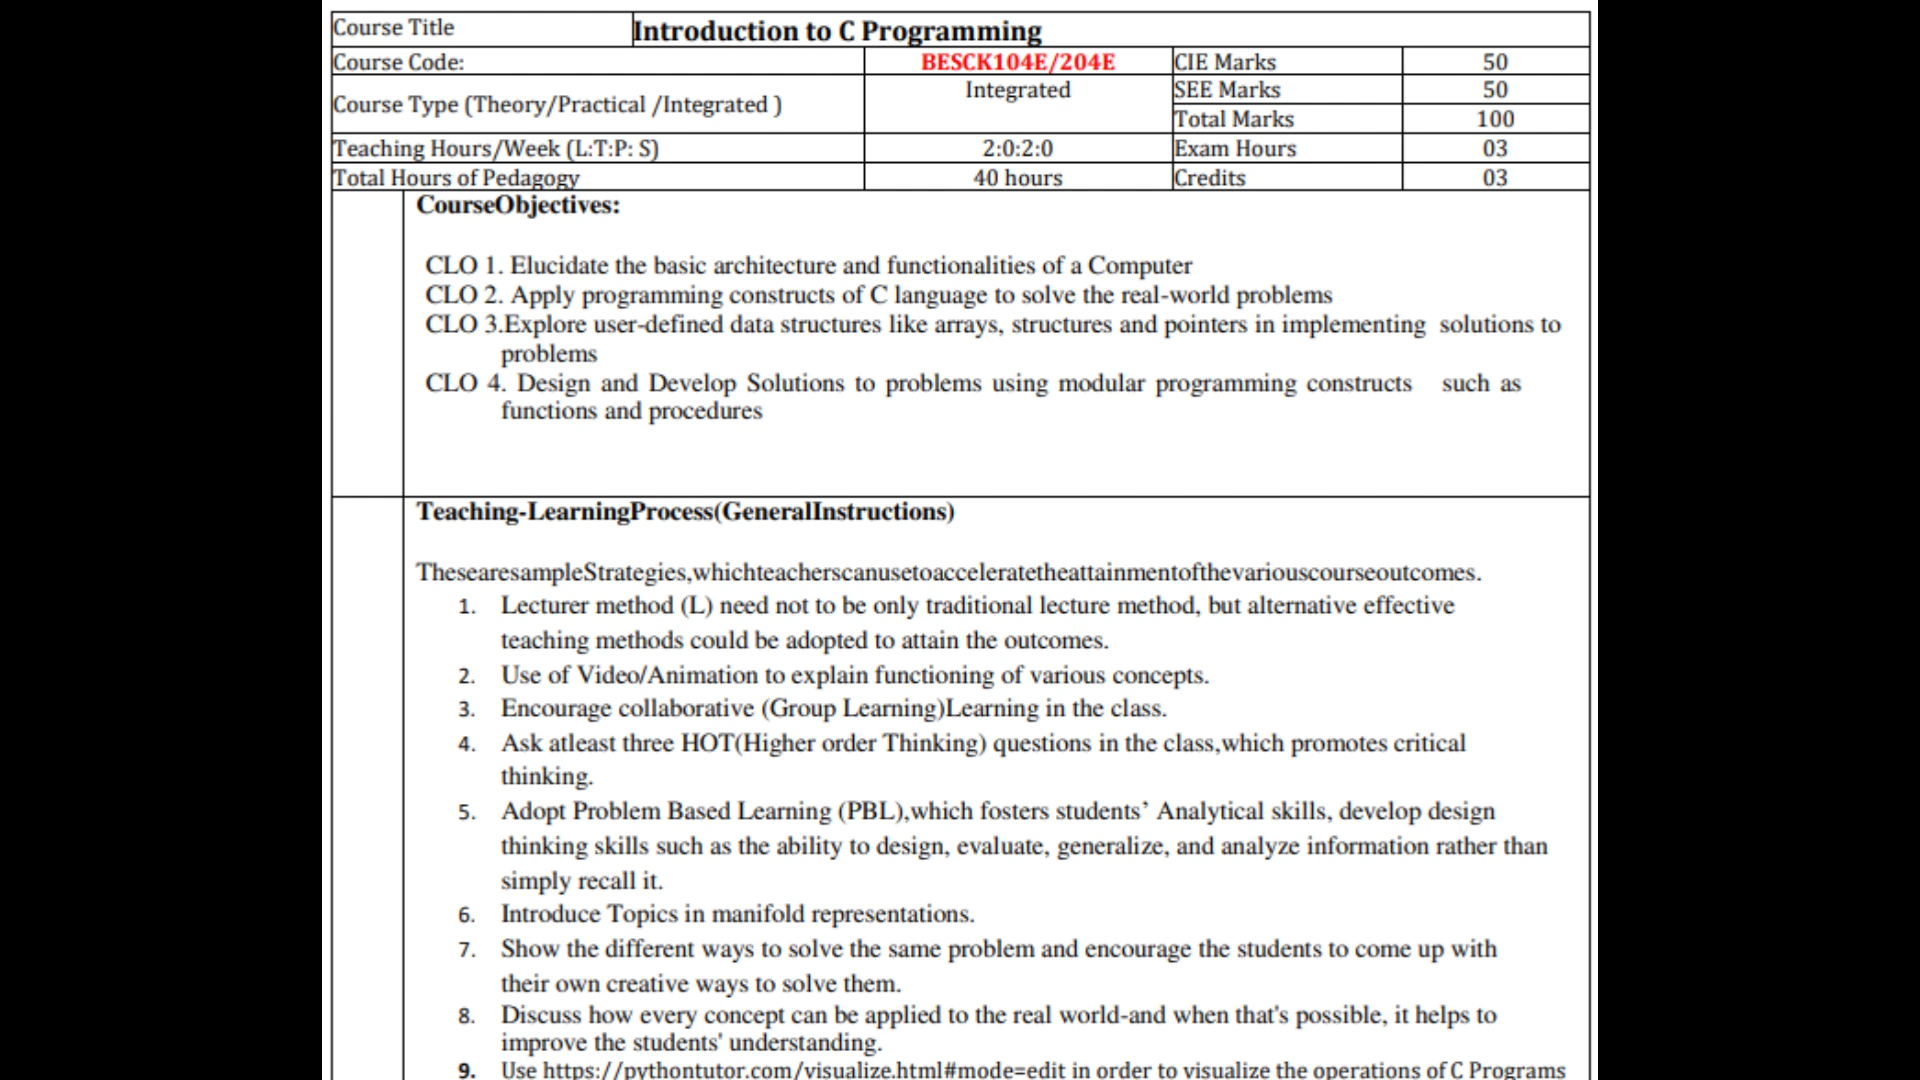 Course Title Introduction to C Programming
Course Code: BESCK104E/204E CIE Marks 50
Course Type (Theory/Practical /Integrated ) Integrated SEE Marks 50
Total Marks 100
Teaching Hours/Week (L:T:P: S) 2:0:2:0 Exam Hours 03
Total Hours of Pedagogy 40 hours Credits 03
CourseObjectives:
CLO 1. Elucidate the basic architecture and functionalities of a Computer
CLO 2. Apply programming constructs of C language to solve the real-world problems
CLO 3.Explore user-defined data structures like arrays, structures and pointers in implementing solutions to
problems
CLO 4. Design and Develop Solutions to problems using modular programming constructs such as
functions and procedures
Teaching-LearningProcess(GeneralInstructions)
ThesearesampleStrategies,whichteacherscanusetoacceleratetheattainmentofthevariouscourseoutcomes.
1. Lecturer method (L) need not to be only traditional lecture method, but alternative effective
teaching methods could be adopted to attain the outcomes.
2. Use of Video/Animation to explain functioning of various concepts.
3. Encourage collaborative (Group Learning)Learning in the class.
4. Ask atleast three HOT(Higher order Thinking) questions in the class,which promotes critical
thinking.
5. Adopt Problem Based Learning (PBL),which fosters students’ Analytical skills, develop design
thinking skills such as the ability to design, evaluate, generalize, and analyze information rather than
simply recall it.
6. Introduce Topics in manifold representations.
7. Show the different ways to solve the same problem and encourage the students to come up with
their own creative ways to solve them.
8. Discuss how every concept can be applied to the real world-and when that's possible, it helps to
improve the students' understanding.
9. Use https://pythontutor.com/visualize.html#mode=edit in order to visualize the operations of C Programs